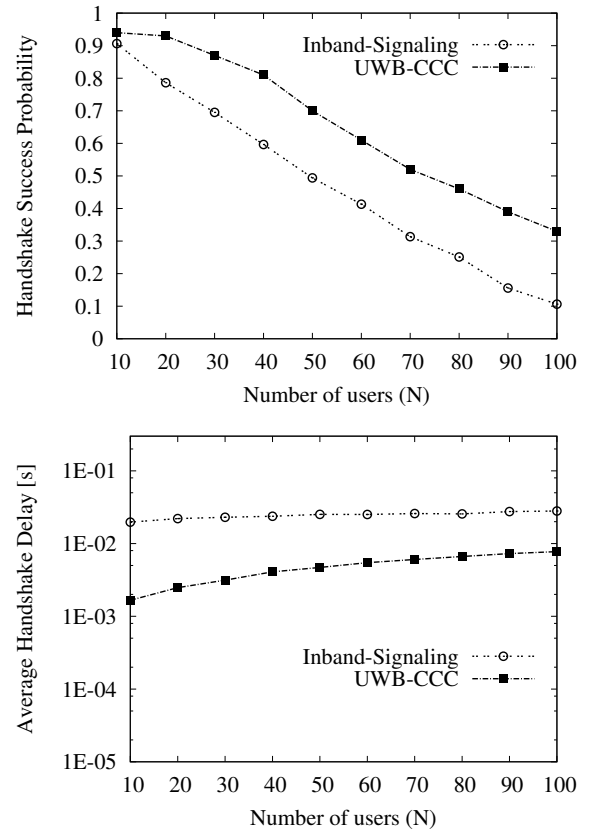 Handshake Success Probability
1
0.9
0.8
0.7
0.6
0.5
0.4
0.3
0.2
0.1
0
Inband-Signaling
UWB-CCC
10 20 30 40 50 60 70 80 90 100
Number of users (N)
Average Handshake Delay [s]
1E-01
1E-02
1E-03
1E-04
1E-05
Inband-Signaling
UWB-CCC
10 20 30 40 50 60 70 80 90 100
Number of users (N)